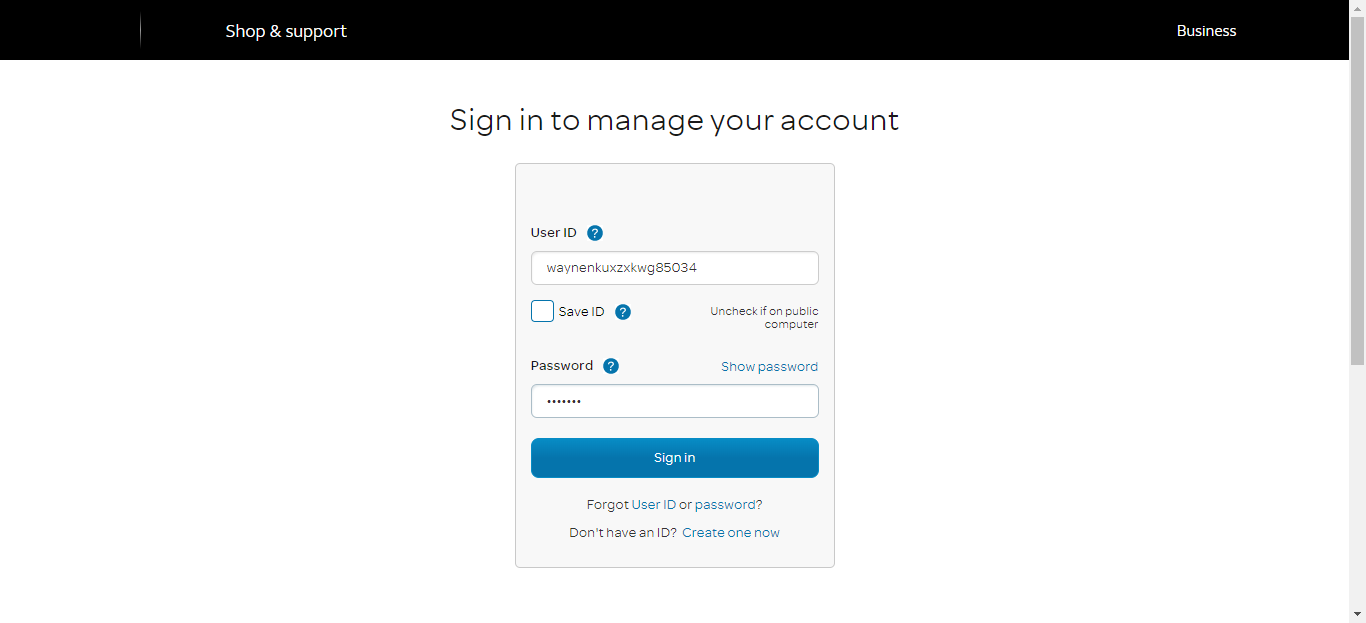 Shop & support
Business
Sign in to manage your account
User ID ?
waynenkuxzxkwg85034
Save ID ?
Uncheck if on public
computer
Password ?
Show password
•••••••
Sign in
Forgot User ID or password?
Don't have an ID? Create one now